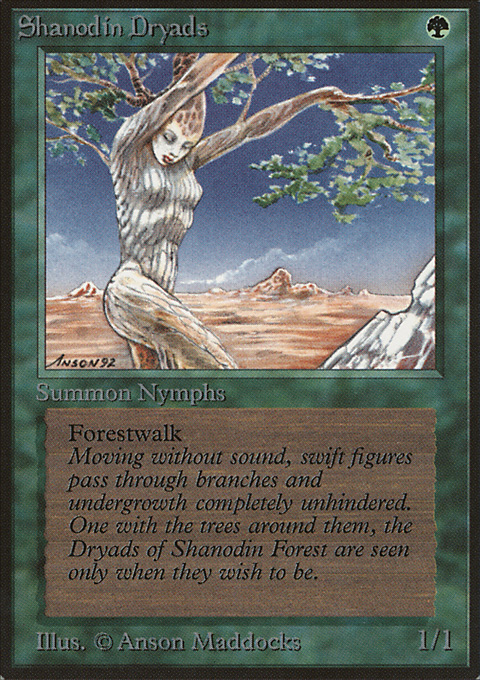 Shanodin Dryads
ANSON 92
Summon Nymphs
Forestwalk
Moving without sound, swift figures
pass through branches and
undergrowth completely unhindered.
One with the trees around them, the
Dryads of Shanodin Forest are seen
only when they wish to be.
Illus. © Anson Maddocks
1/1